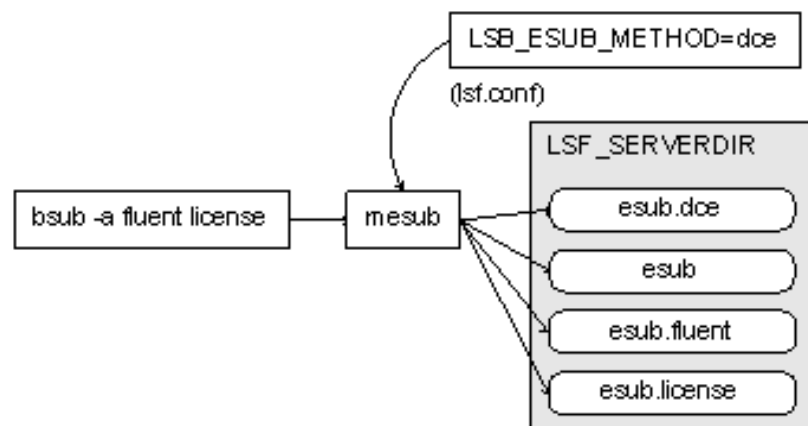 LSB_ESUB_METHOD=dce
(lsf.conf)
LSF_SERVERDIR
bsub -a fluent license
mesub
esub.dce
esub
esub.fluent
esub.license